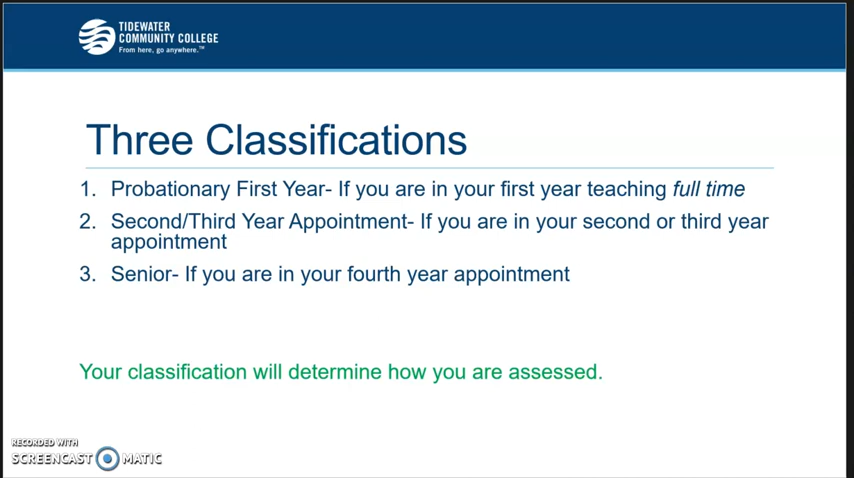 TIDEWATER
COMMUNITY COLLEGE
From here, go anywhere.™
Three Classifications
1. Probationary First Year- If you are in your first year teaching full time
2. Second/Third Year Appointment- If you are in your second or third year
appointment
3. Senior- If you are in your fourth year appointment
Your classification will determine how you are assessed.
RECORDED WITH
SCREENCAST MATIC